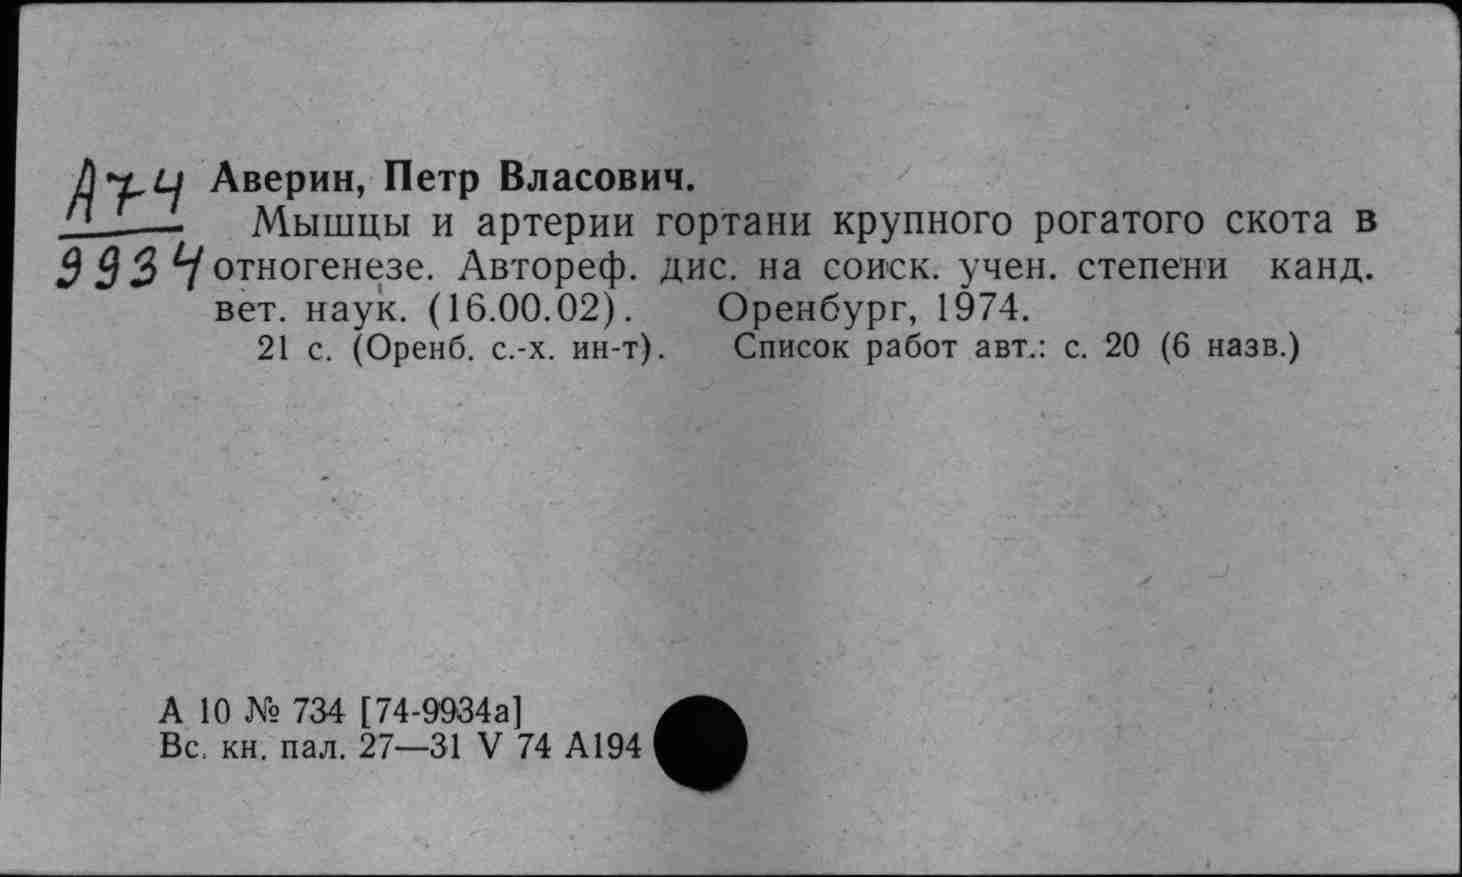 А74 Аверин, Петр Власович.
Мышцы и артерии гортани крупного рогатого скота в
9934 отногенезе. Автореф. дис. на соиск. учен. степени канд.
вет. наук. (16.00.02). Оренбург, 1974.
21 с. (Оренб. с.-х. ин-т). Список работ авт.: с. 20 (6 назв.)
А 10 № 734 [74-9934а]
Вс. кн. пал. 27—31 V 74 А194